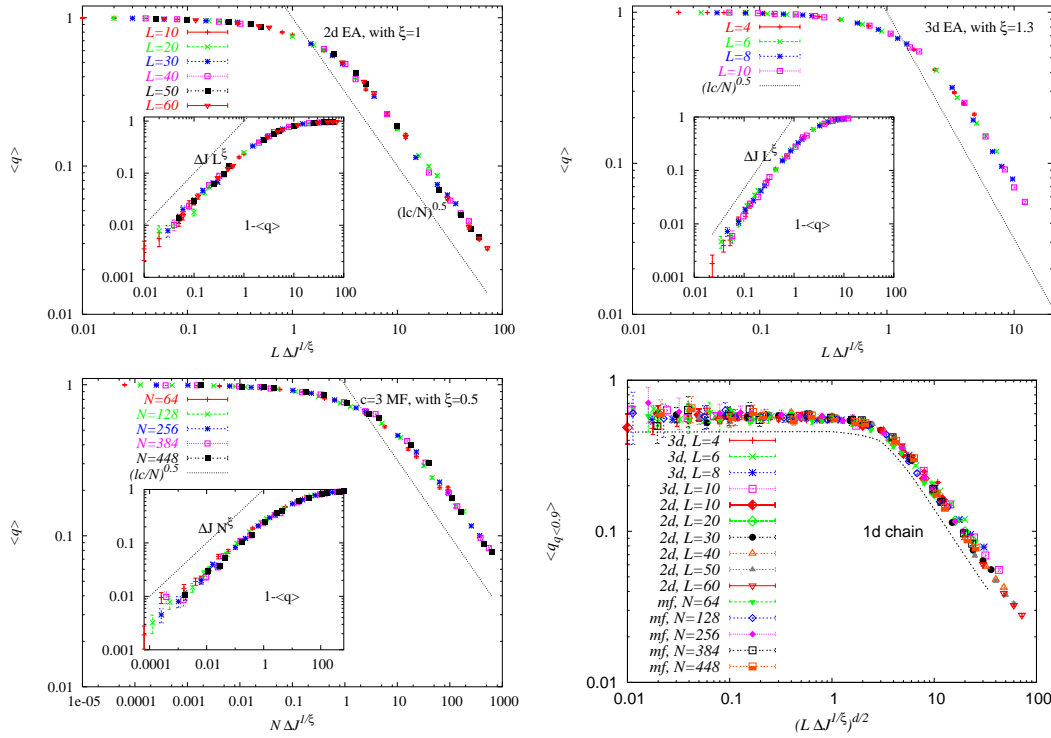 1
0.1
0.01
0.01
0.1
1
10
100
1000
<q>
L ΔJ^{1/ξ}
2d EA, with ξ=1
L=10
L=20
L=30
L=40
L=50
L=60
(lc/N)^{0.5}
1
0.1
0.01
0.001
0.01
0.1
1
10
100
ΔJ L^ξ
1-<q>
1
0.1
0.01
0.01
0.1
1
10
<q>
L ΔJ^{1/ξ}
3d EA, with ξ=1.3
L=4
L=6
L=8
L=10
(lc/N)^{0.5}
1
0.1
0.01
0.001
0.01
0.1
1
10
100
ΔJ L^ξ
1-<q>
1
0.1
0.01
1e-05
0.001
0.01
0.1
1
10
100
1000
<q>
N ΔJ^{1/ξ}
c=3 MF, with ξ=0.5
N=64
N=128
N=256
N=384
N=448
(lc/N)^{0.5}
1
0.1
0.01
0.001
0.0001
0.01
1
100
ΔJ N^ξ
1-<q>
1
0.1
0.01
0.01
0.1
1
10
100
<q_{q<0.9}>
(L ΔJ^{1/ξ})^{d/2}
3d, L=4
3d, L=6
3d, L=8
3d, L=10
2d, L=10
2d, L=20
2d, L=30
2d, L=40
2d, L=50
2d, L=60
mf, N=64
mf, N=128
mf, N=256
mf, N=384
mf, N=448
1d chain